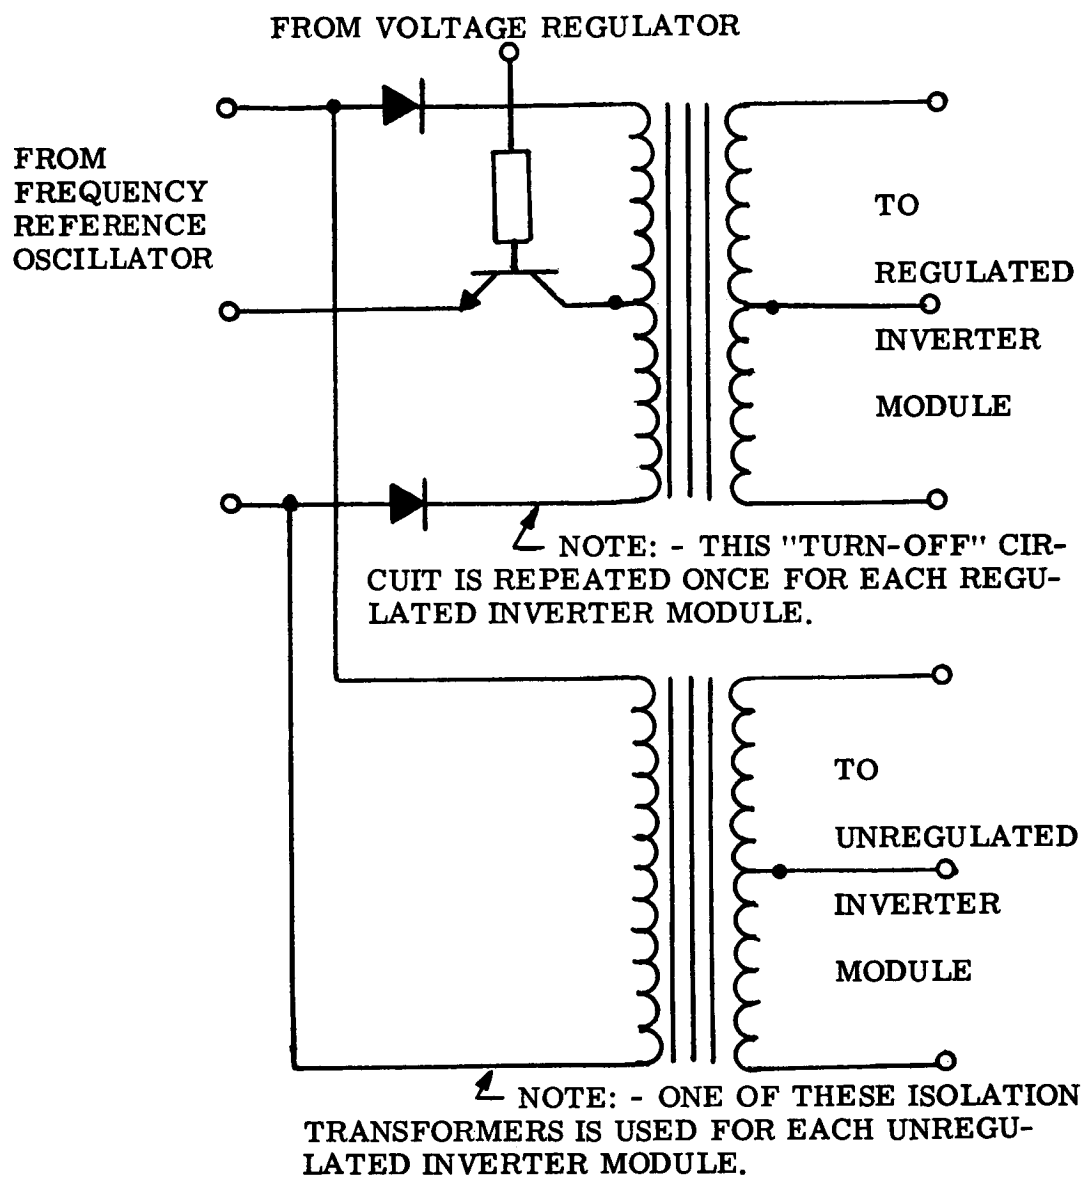 FROM VOLTAGE REGULATOR
FROM
FREQUENCY
REFERENCE
OSCILLATOR
TO
REGULATED
INVERTER
MODULE
NOTE: - THIS "TURN-OFF" CIR-
CUIT IS REPEATED ONCE FOR EACH REGU-
LATED INVERTER MODULE.
TO
UNREGULATED
INVERTER
MODULE
NOTE: - ONE OF THESE ISOLATION
TRANSFORMERS IS USED FOR EACH UNREGU-
LATED INVERTER MODULE.